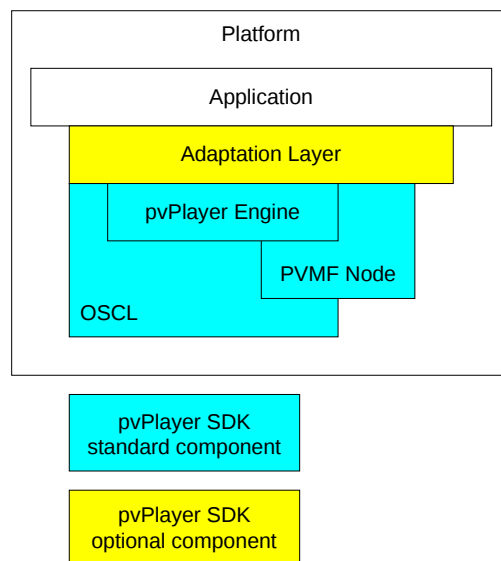 Platform
Application
Adaptation Layer
pvPlayer Engine
PVMF Node
OSCL
pvPlayer SDK
standard component
pvPlayer SDK
optional component